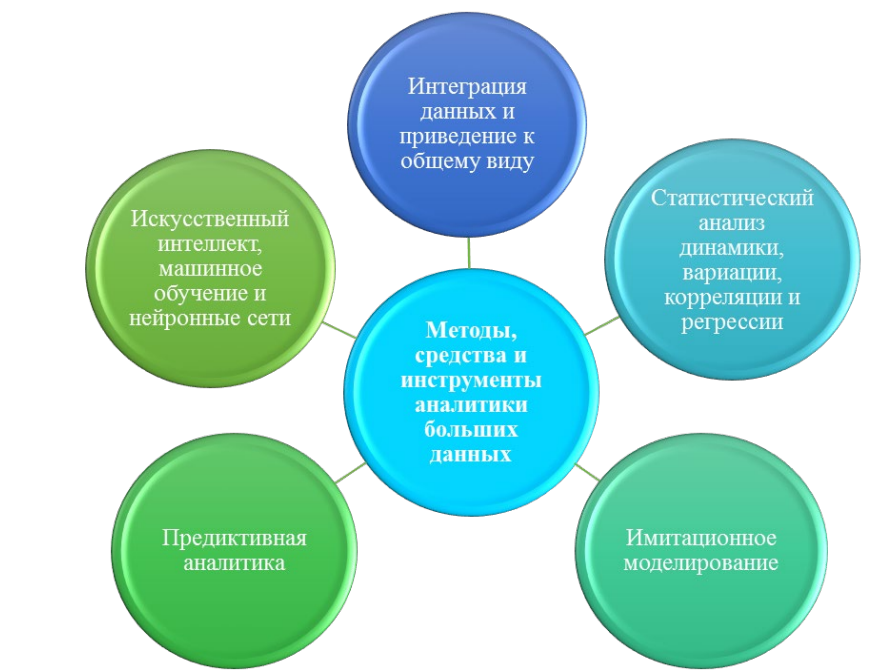 Интеграция
данных и
приведение к
общему виду
Статистический
анализ
динамики,
вариации,
корреляции и
регрессии
Искусственный
интеллект,
машинное
обучение и
нейронные сети
Методы,
средства и
инструменты
аналитики
больших
данных
Предиктивная
аналитика
Имитационное
моделирование